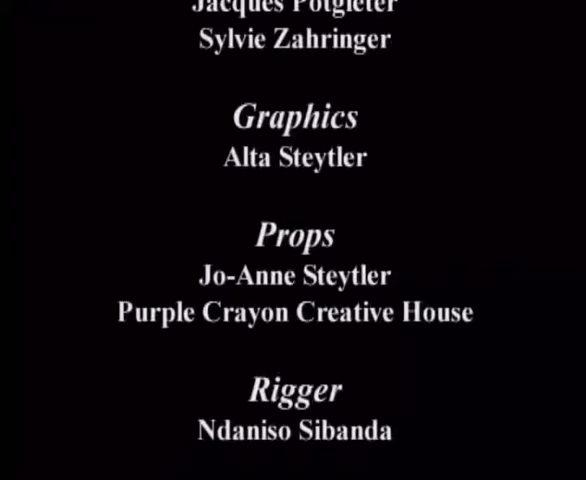 Jacques Potgieter
Sylvie Zahringer
Graphics
Alta Steytler
Props
Jo-Anne Steytler
Purple Crayon Creative House
Rigger
Ndaniso Sibanda